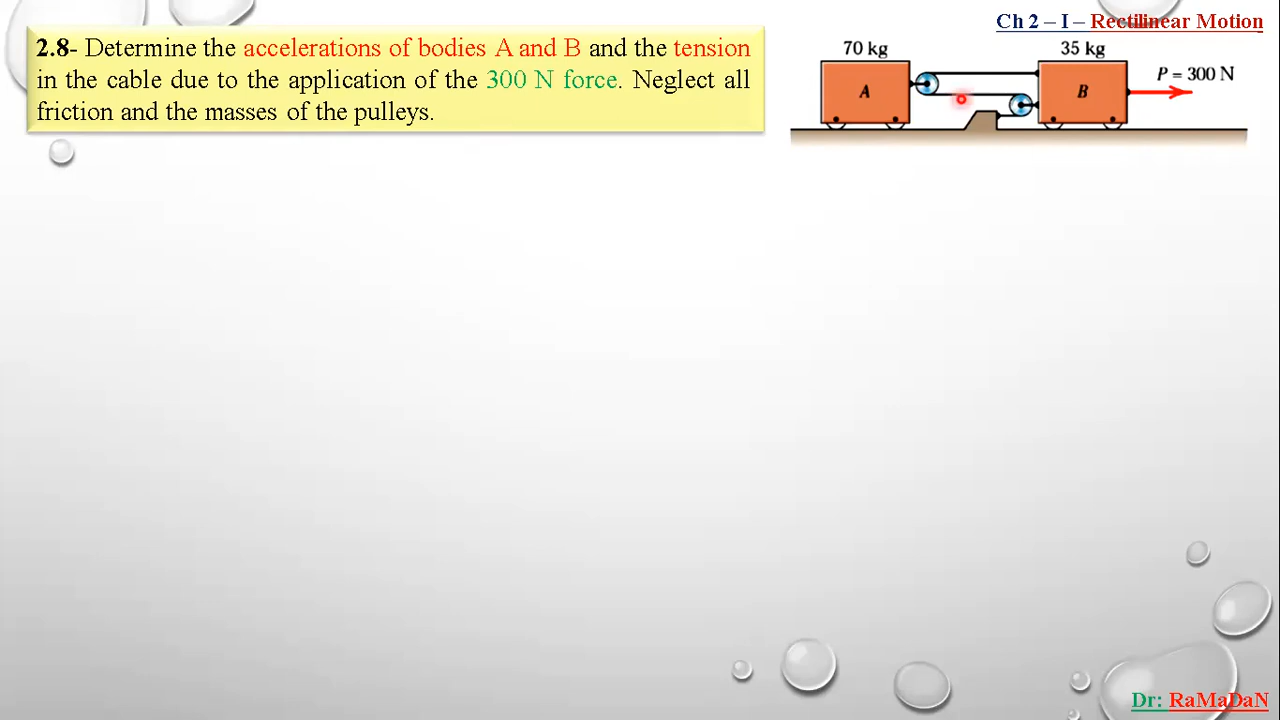 Ch 2 – I – Rectilinear Motion
2.8- Determine the accelerations of bodies A and B and the tension
in the cable due to the application of the 300 N force. Neglect all
friction and the masses of the pulleys.
70 kg
35 kg
P = 300 N
A
B
Dr: RaMaDaN